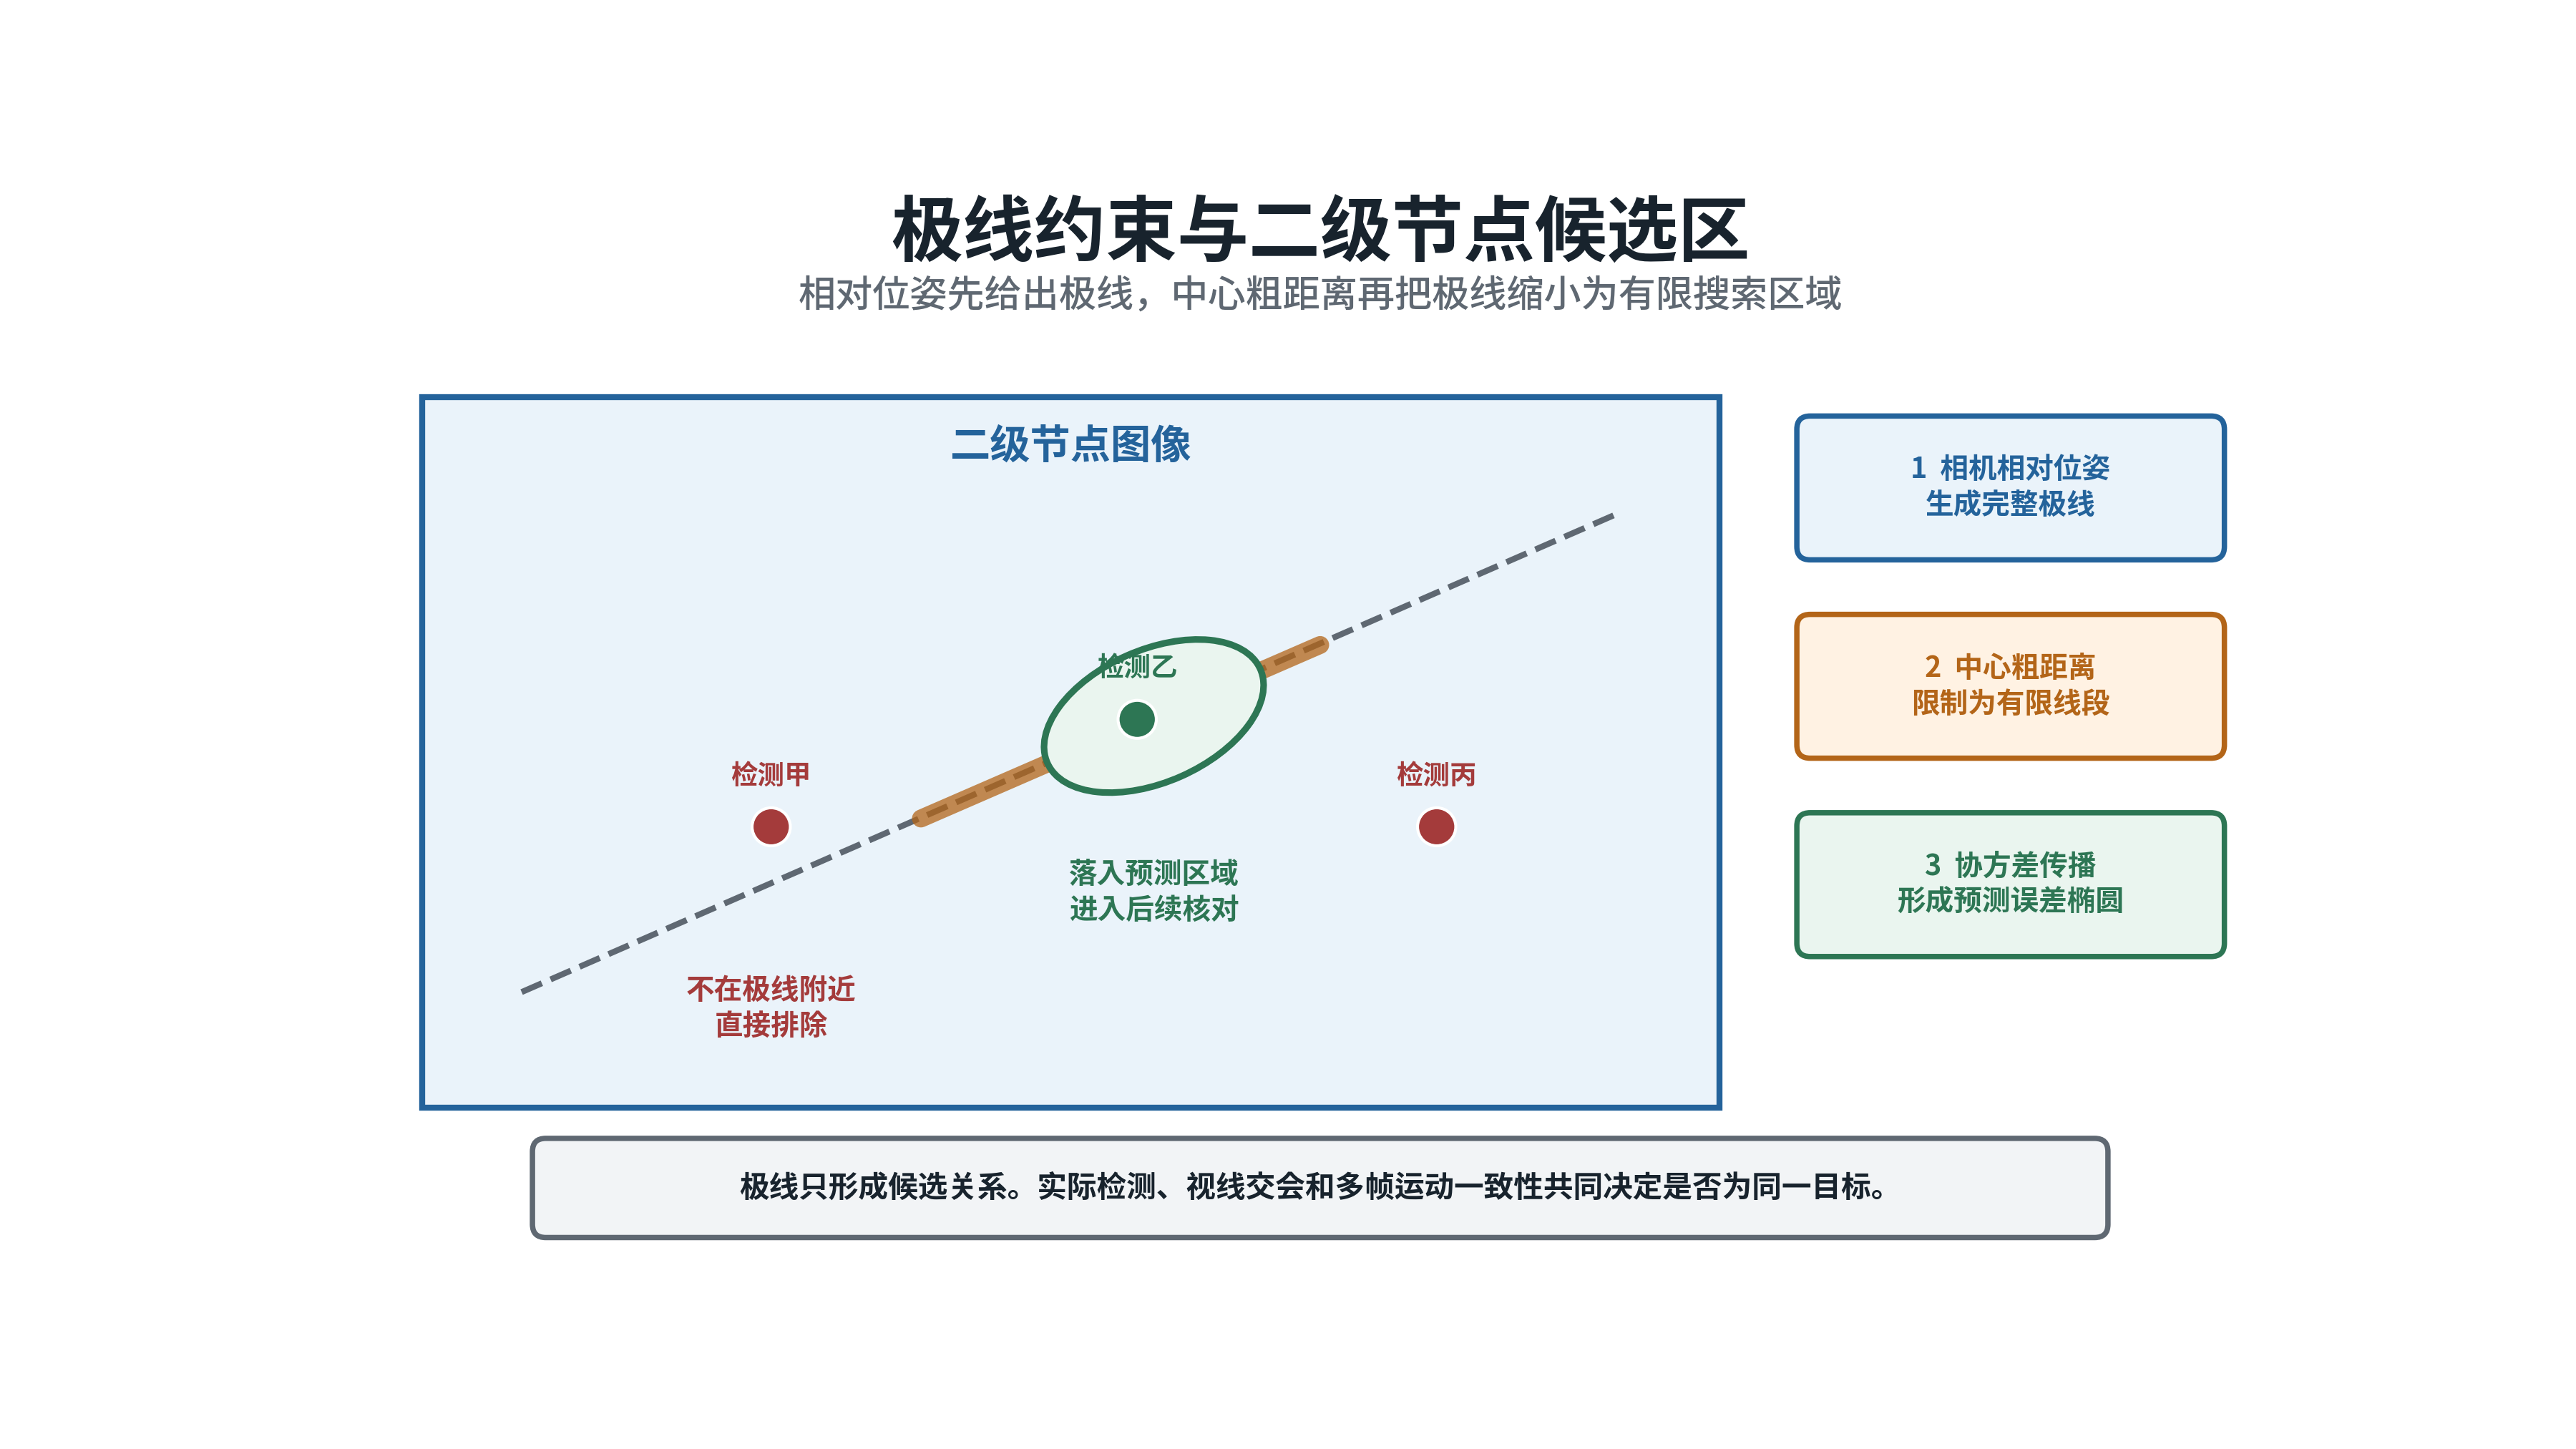 极线约束与二级节点候选区
相对位姿先给出极线，中心粗距离再把极线缩小为有限搜索区域
二级节点图像
检测乙
检测甲
检测丙
落入预测区域
进入后续核对
不在极线附近
直接排除
1 相机相对位姿
生成完整极线
2 中心粗距离
限制为有限线段
3 协方差传播
形成预测误差椭圆
极线只形成候选关系。实际检测、视线交会和多帧运动一致性共同决定是否为同一目标。